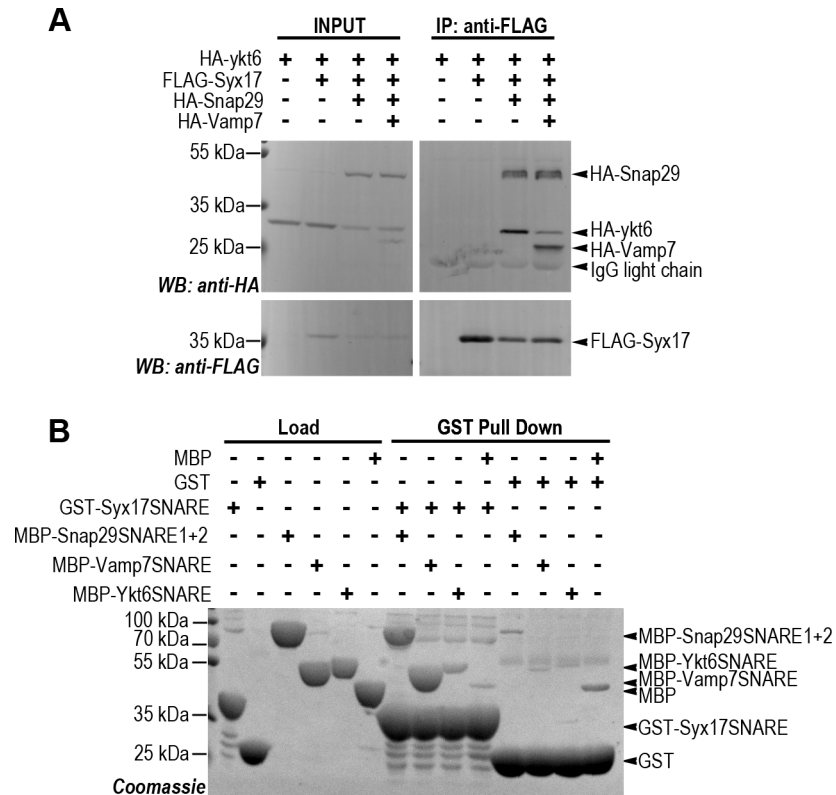 A
INPUT IP: anti-FLAG
HA-ykt6 + + + + + + + +
FLAG-Syx17 - + + + - + + +
HA-Snap29 - - + + - - + +
HA-Vamp7 - - - + - - - +
55 kDa
HA-Snap29
35 kDa
HA-ykt6
25 kDa
HA-Vamp7
IgG light chain
WB: anti-HA
35 kDa
FLAG-Syx17
WB: anti-FLAG
B
Load GST Pull Down
MBP - - - - - + - - - + - - - +
GST - + - - - - - - - - + + + +
GST-Syx17SNARE + - - - - - + + + + - - - -
MBP-Snap29SNARE1+2 - - + - - - + - - - + - - -
MBP-Vamp7SNARE - - - + - - - + - - - + - -
MBP-Ykt6SNARE - - - - + - - - + - - - + -
100 kDa
70 kDa
MBP-Snap29SNARE1+2
55 kDa
MBP-Ykt6SNARE
MBP-Vamp7SNARE
MBP
35 kDa
GST-Syx17SNARE
25 kDa
GST
Coomassie